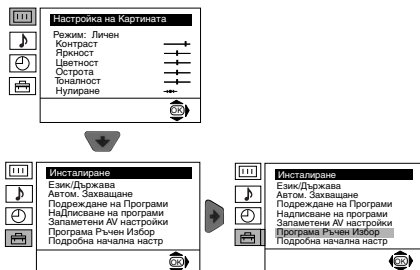 Настройка на Картината
Режим: Личен
Контраст
Яркност
Цветност
Острота
Тоналност
Нулиране
OK
Инсталиране
Език/Държава
Автом. Захващане
Подреждане на Програми
НаДписване на програми
Запаметени AV настройки
Програма Ръчен Избор
Подробна начална настр
OK
Инсталиране
Език/Държава
Автом. Захващане
Подреждане на Програми
Надписване на програми
Запаметени AV настройки
Програма Ръчен Избор
Подробна начална настр
OK